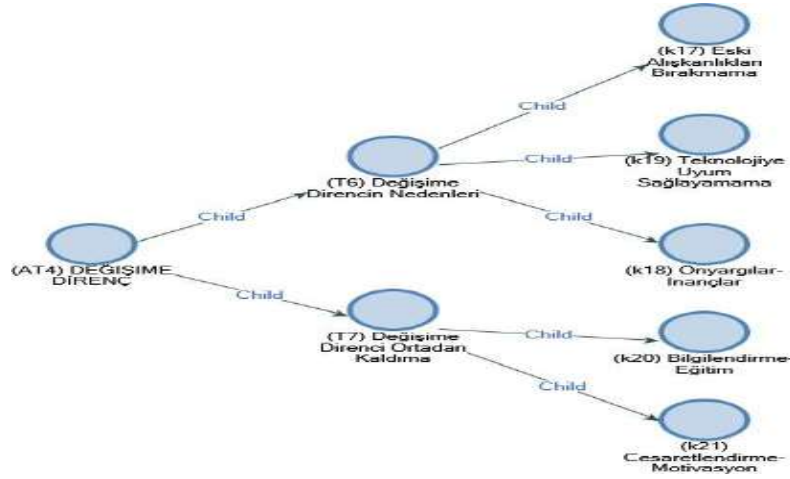 (k17) Eski
Alışkanlıkları
Bırakmama
Child
(k19) Teknolojiye
Uyum
Sağlayamama
Child
(T6) Değişime
Direncin Nedenleri
Child
(k18) Önyargılar-
İnançlar
Child
(AT4) DEĞİŞİME
DİRENÇ
Child
(T7) Değişime
Direnci Ortadan
Kaldıma
Child
(k20) Bilgilendirme-
Eğitim
Child
(k21)
Cesaretlendirme-
Motivasyon